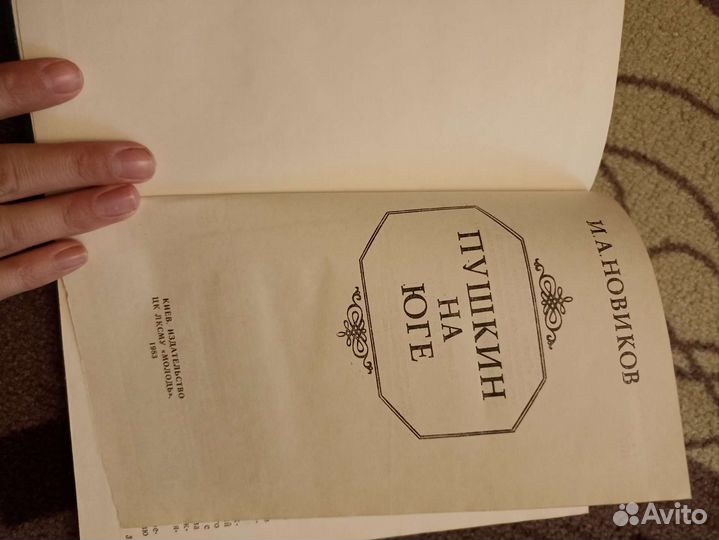 И.А.НОВИКОВ
ПУШКИН
НА
ЮГЕ
КИЕВ. ИЗДАТЕЛЬСТВО
ЦК ЛКСМУ «МОЛОДЬ».
1983
Avito